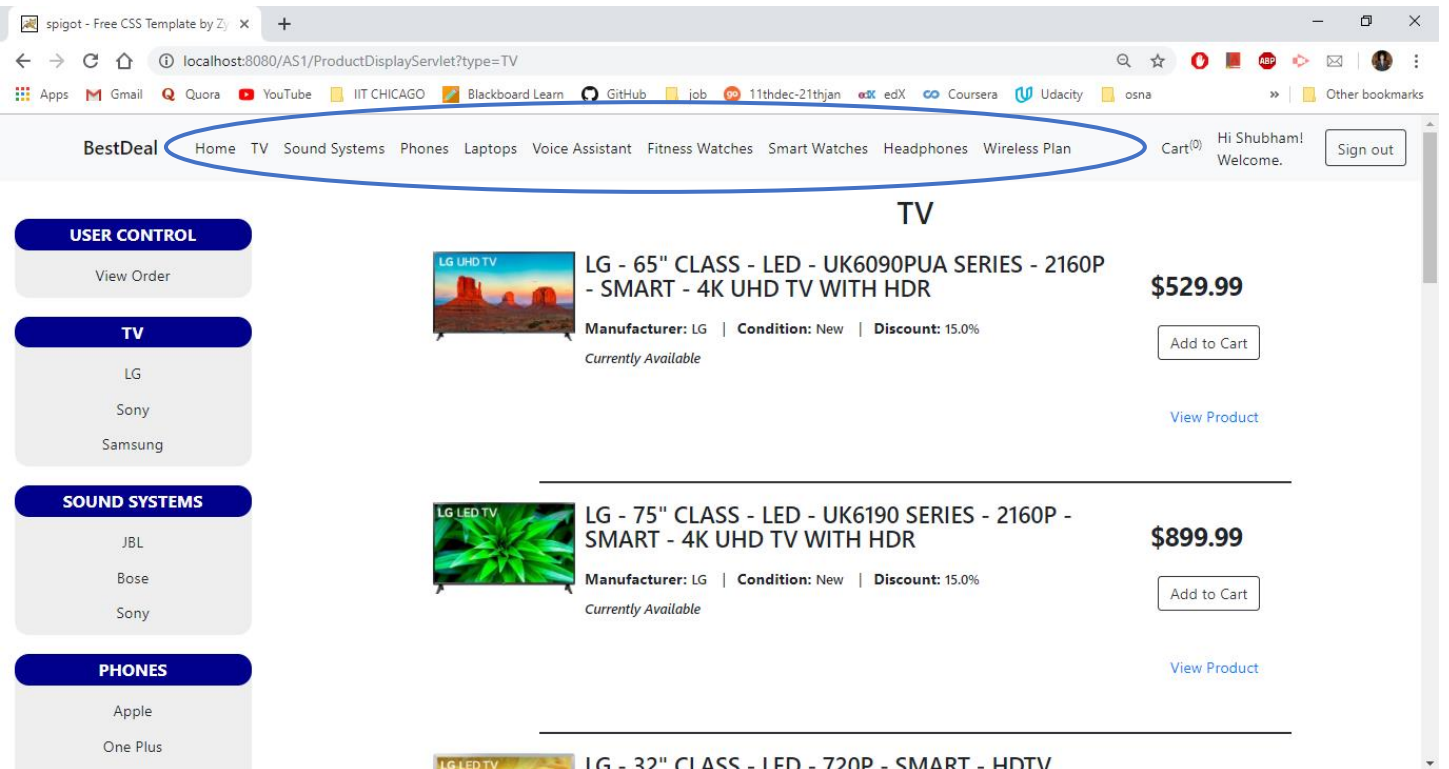 spigot - Free CSS Template by Zy
localhost:8080/AS1/ProductDisplayServlet?type=TV
Apps Gmail Quora YouTube IIT CHICAGO Blackboard Learn GitHub job 11thdec-21thjan edX Coursera Udacity osna » Other bookmarks
BestDeal Home TV Sound Systems Phones Laptops Voice Assistant Fitness Watches Smart Watches Headphones Wireless Plan Cart(0) Hi Shubham! Welcome. Sign out
USER CONTROL
View Order
TV
LG
Sony
Samsung
SOUND SYSTEMS
JBL
Bose
Sony
PHONES
Apple
One Plus
TV
LG UHD TV
LG - 65" CLASS - LED - UK6090PUA SERIES - 2160P
- SMART - 4K UHD TV WITH HDR
Manufacturer: LG | Condition: New | Discount: 15.0%
Currently Available
$529.99
Add to Cart
View Product
LG LED TV
LG - 75" CLASS - LED - UK6190 SERIES - 2160P -
SMART - 4K UHD TV WITH HDR
Manufacturer: LG | Condition: New | Discount: 15.0%
Currently Available
$899.99
Add to Cart
View Product
LG LED TV
LG - 32" CLASS - LED - 720P - SMART - HDTV